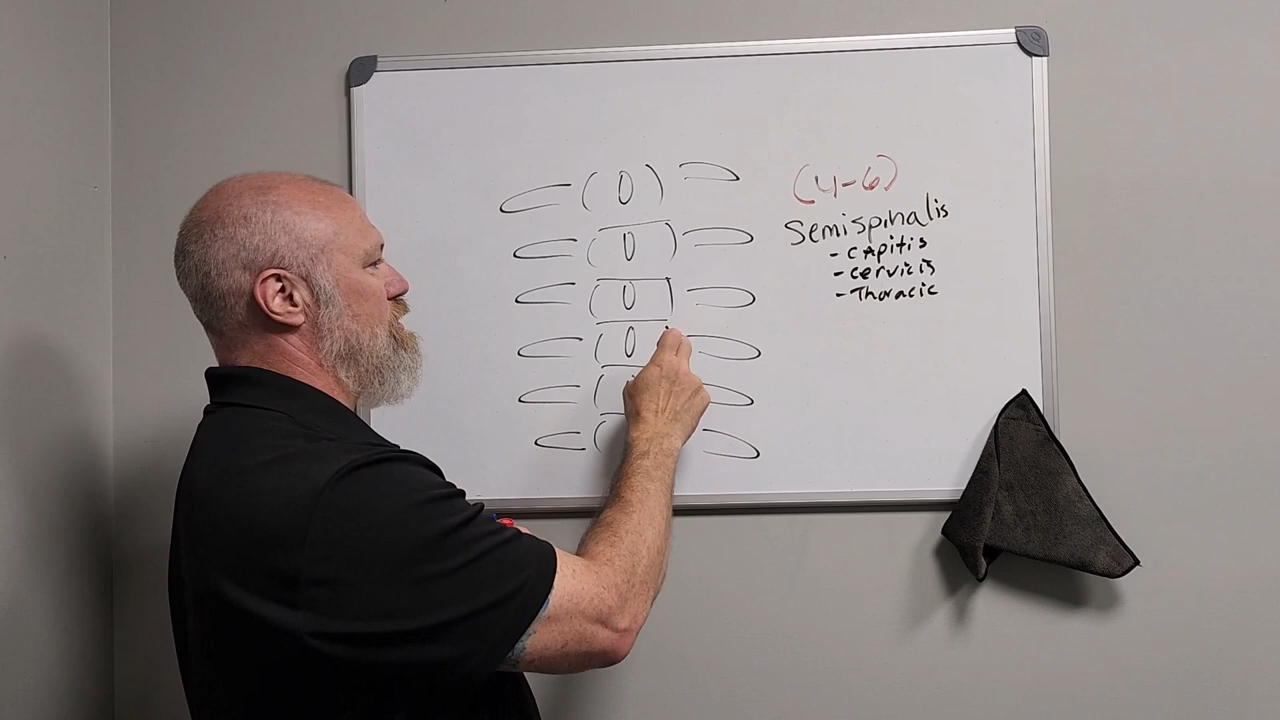 (4-6)
Semispinalis
- CApitis
- cervicis
- Thoracic